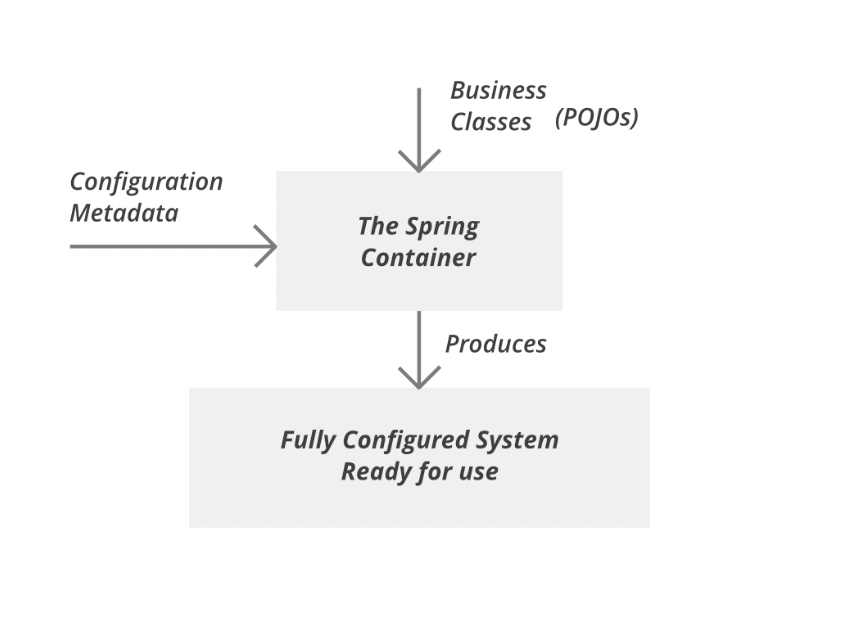 Business
Classes (POJOs)
Configuration
Metadata
The Spring
Container
Produces
Fully Configured System
Ready for use